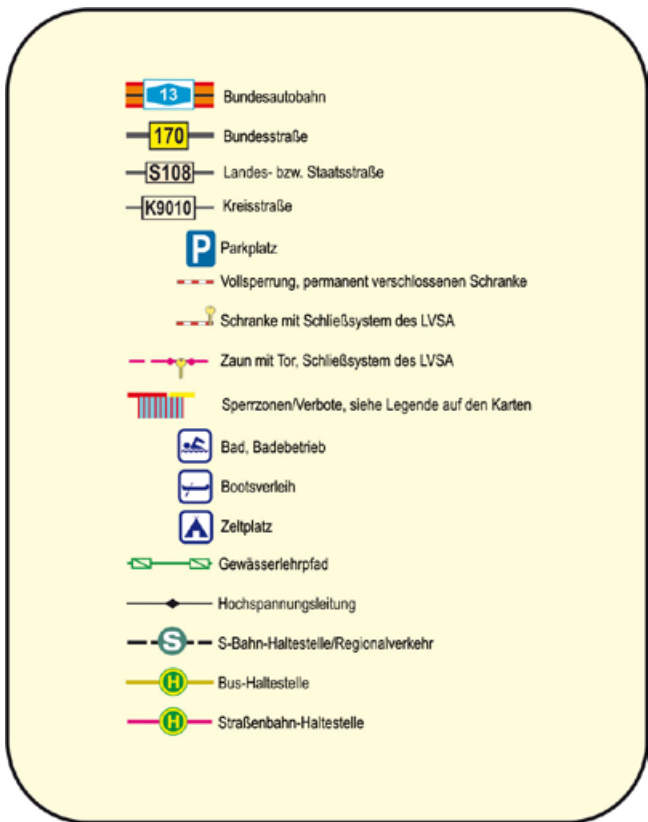 13 Bundesautobahn
170 Bundesstraße
S108 Landes- bzw. Staatsstraße
K9010 Kreisstraße
P Parkplatz
Vollsperrung, permanent verschlossenen Schranke
Schranke mit Schließsystem des LVSA
Zaun mit Tor, Schließsystem des LVSA
Sperrzonen/Verbote, siehe Legende auf den Karten
Bad, Badebetrieb
Bootsverleih
Zeltplatz
Gewässerlehrpfad
Hochspannungsleitung
S S-Bahn-Haltestelle/Regionalverkehr
H Bus-Haltestelle
H Straßenbahn-Haltestelle